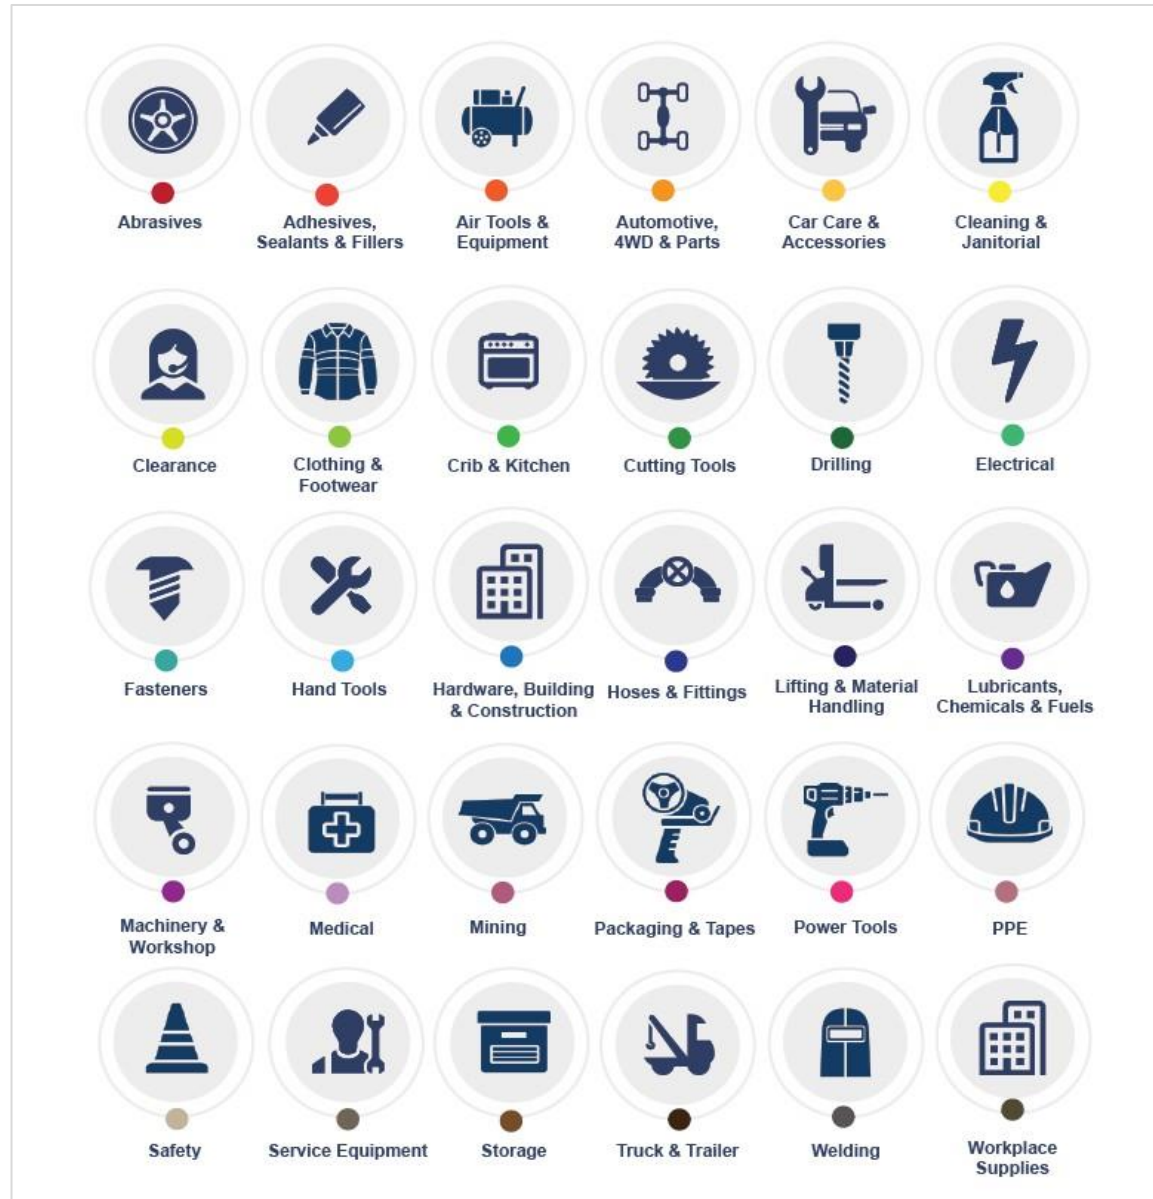 Abrasives
Adhesives,
Sealants & Fillers
Air Tools &
Equipment
Automotive,
4WD & Parts
Car Care &
Accessories
Cleaning &
Janitorial
Clearance
Clothing &
Footwear
Crib & Kitchen
Cutting Tools
Drilling
Electrical
Fasteners
Hand Tools
Hardware, Building
& Construction
Hoses & Fittings
Lifting & Material
Handling
Lubricants,
Chemicals & Fuels
Machinery &
Workshop
Medical
Mining
Packaging & Tapes
Power Tools
PPE
Safety
Service Equipment
Storage
Truck & Trailer
Welding
Workplace
Supplies